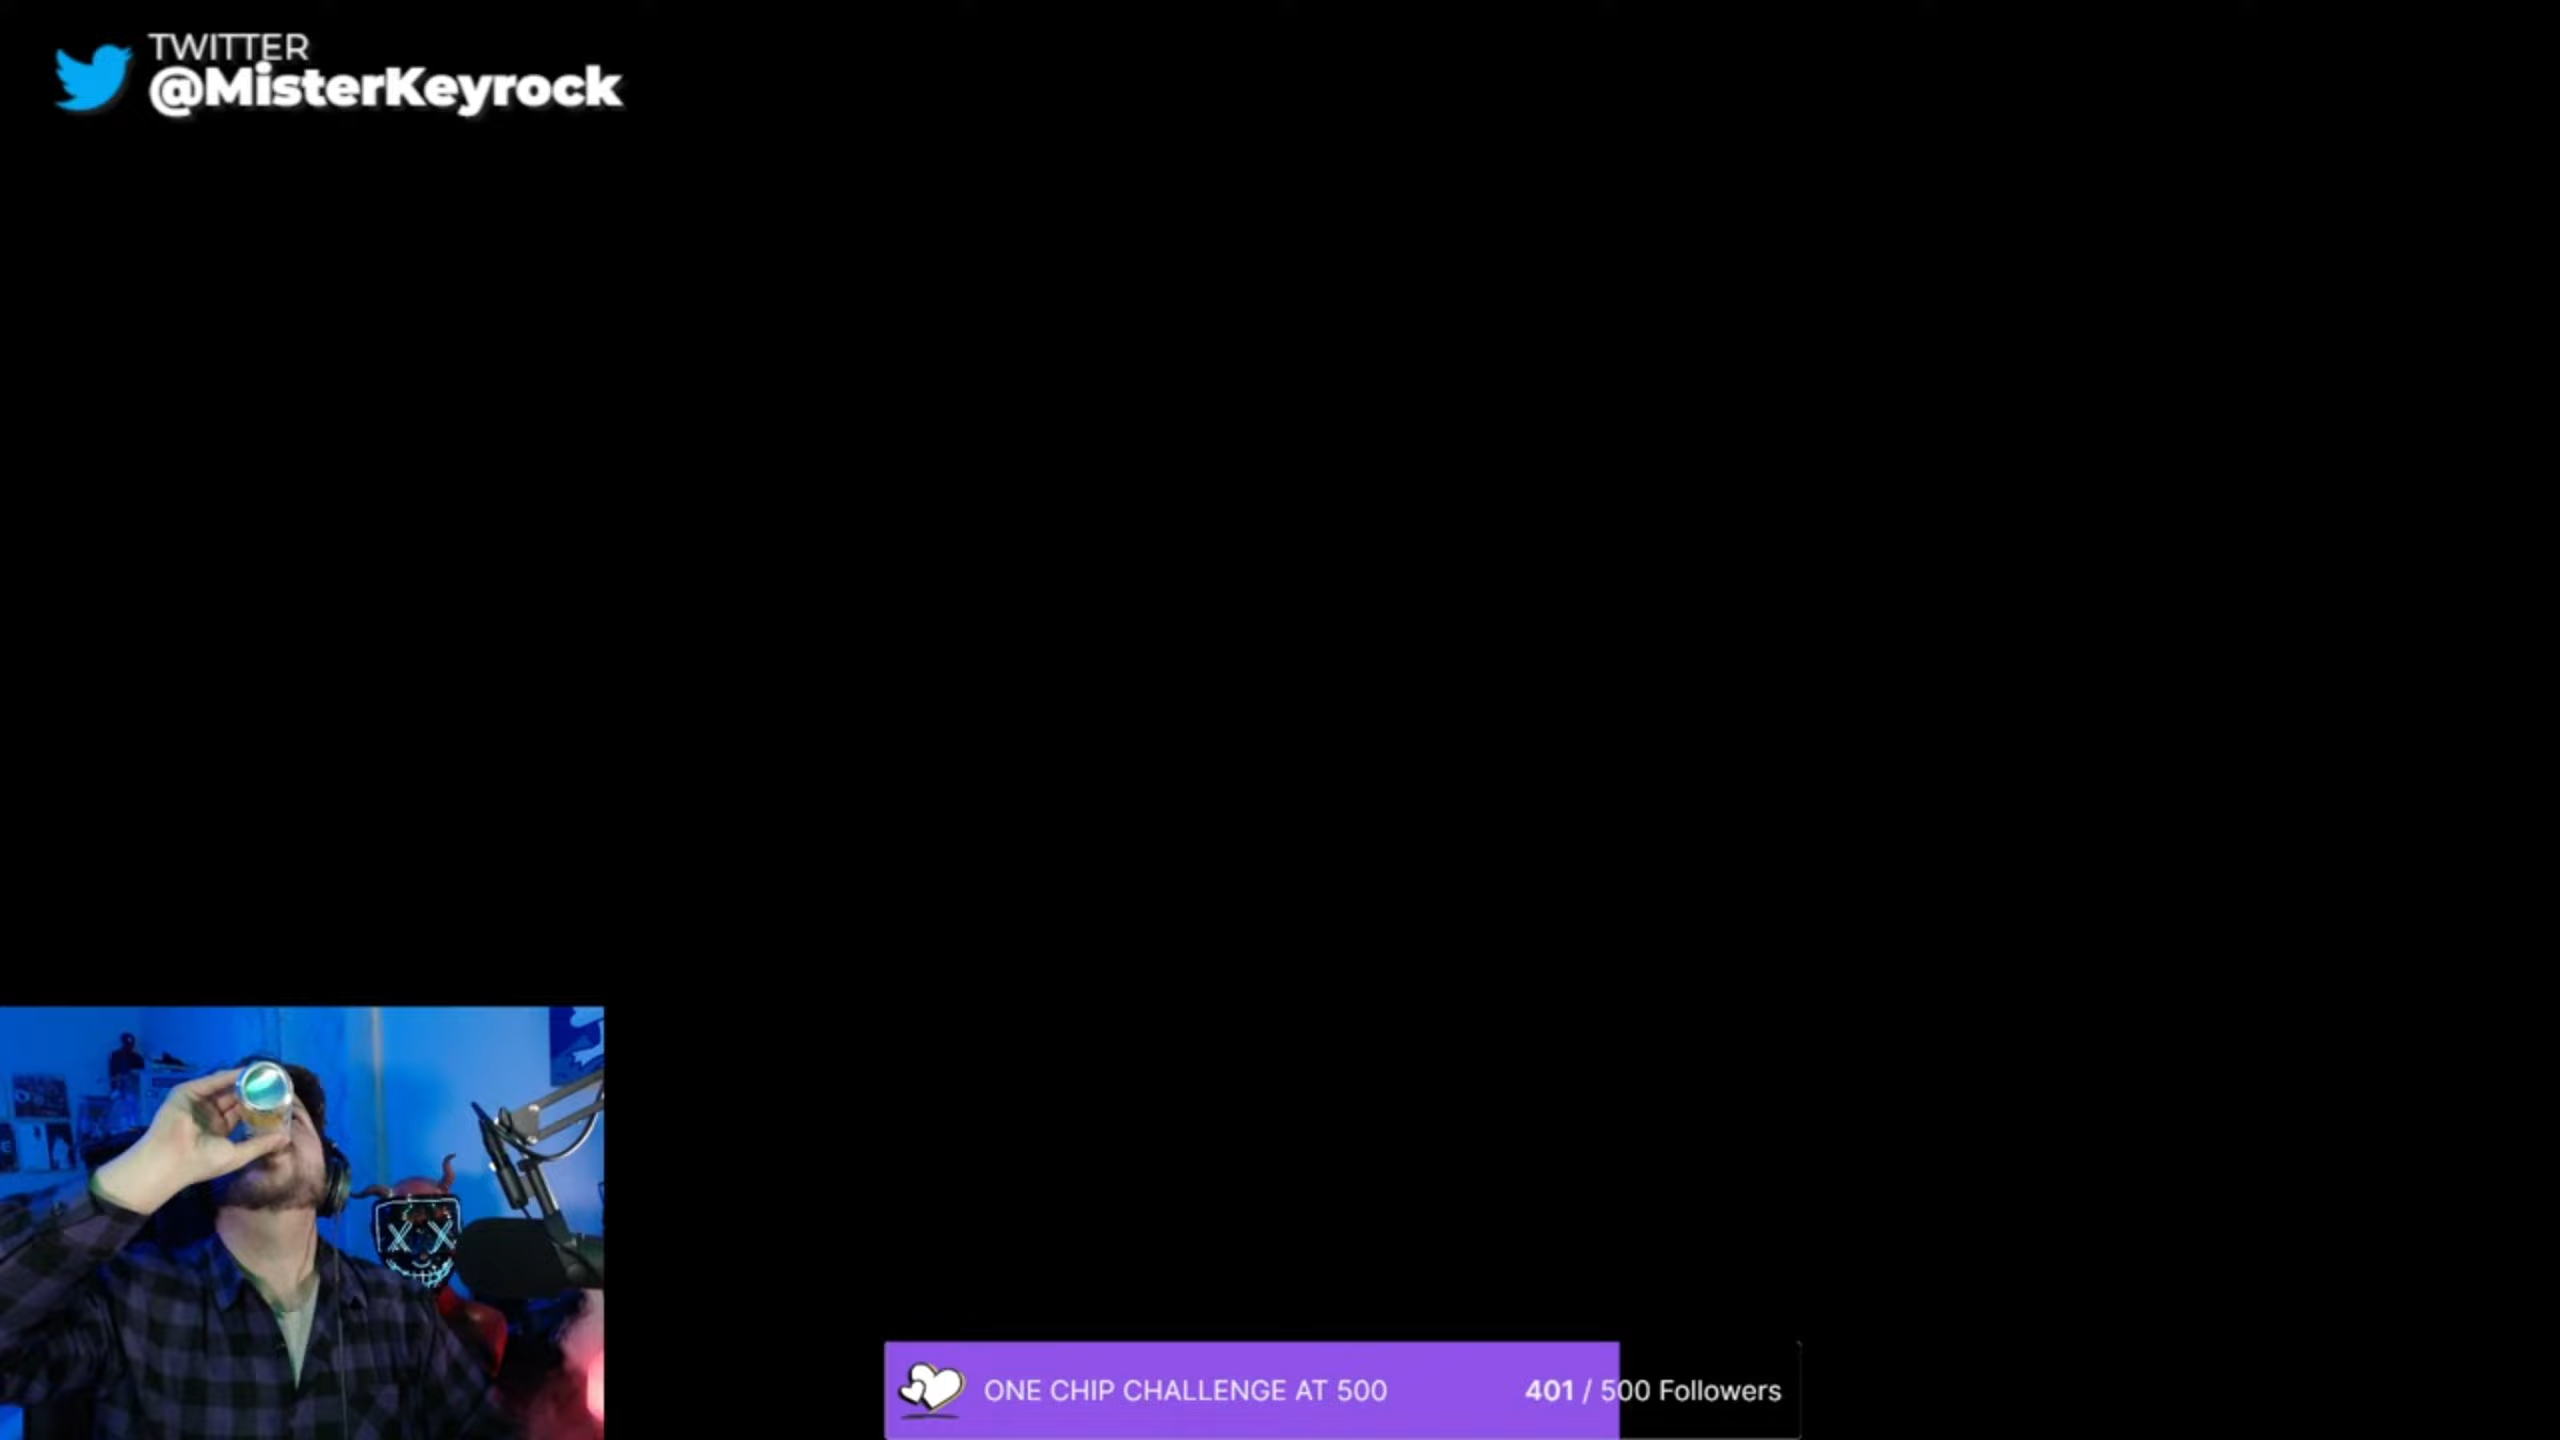 TWITTER
@MisterKeyrock
ONE CHIP CHALLENGE AT 500
401 / 500 Followers